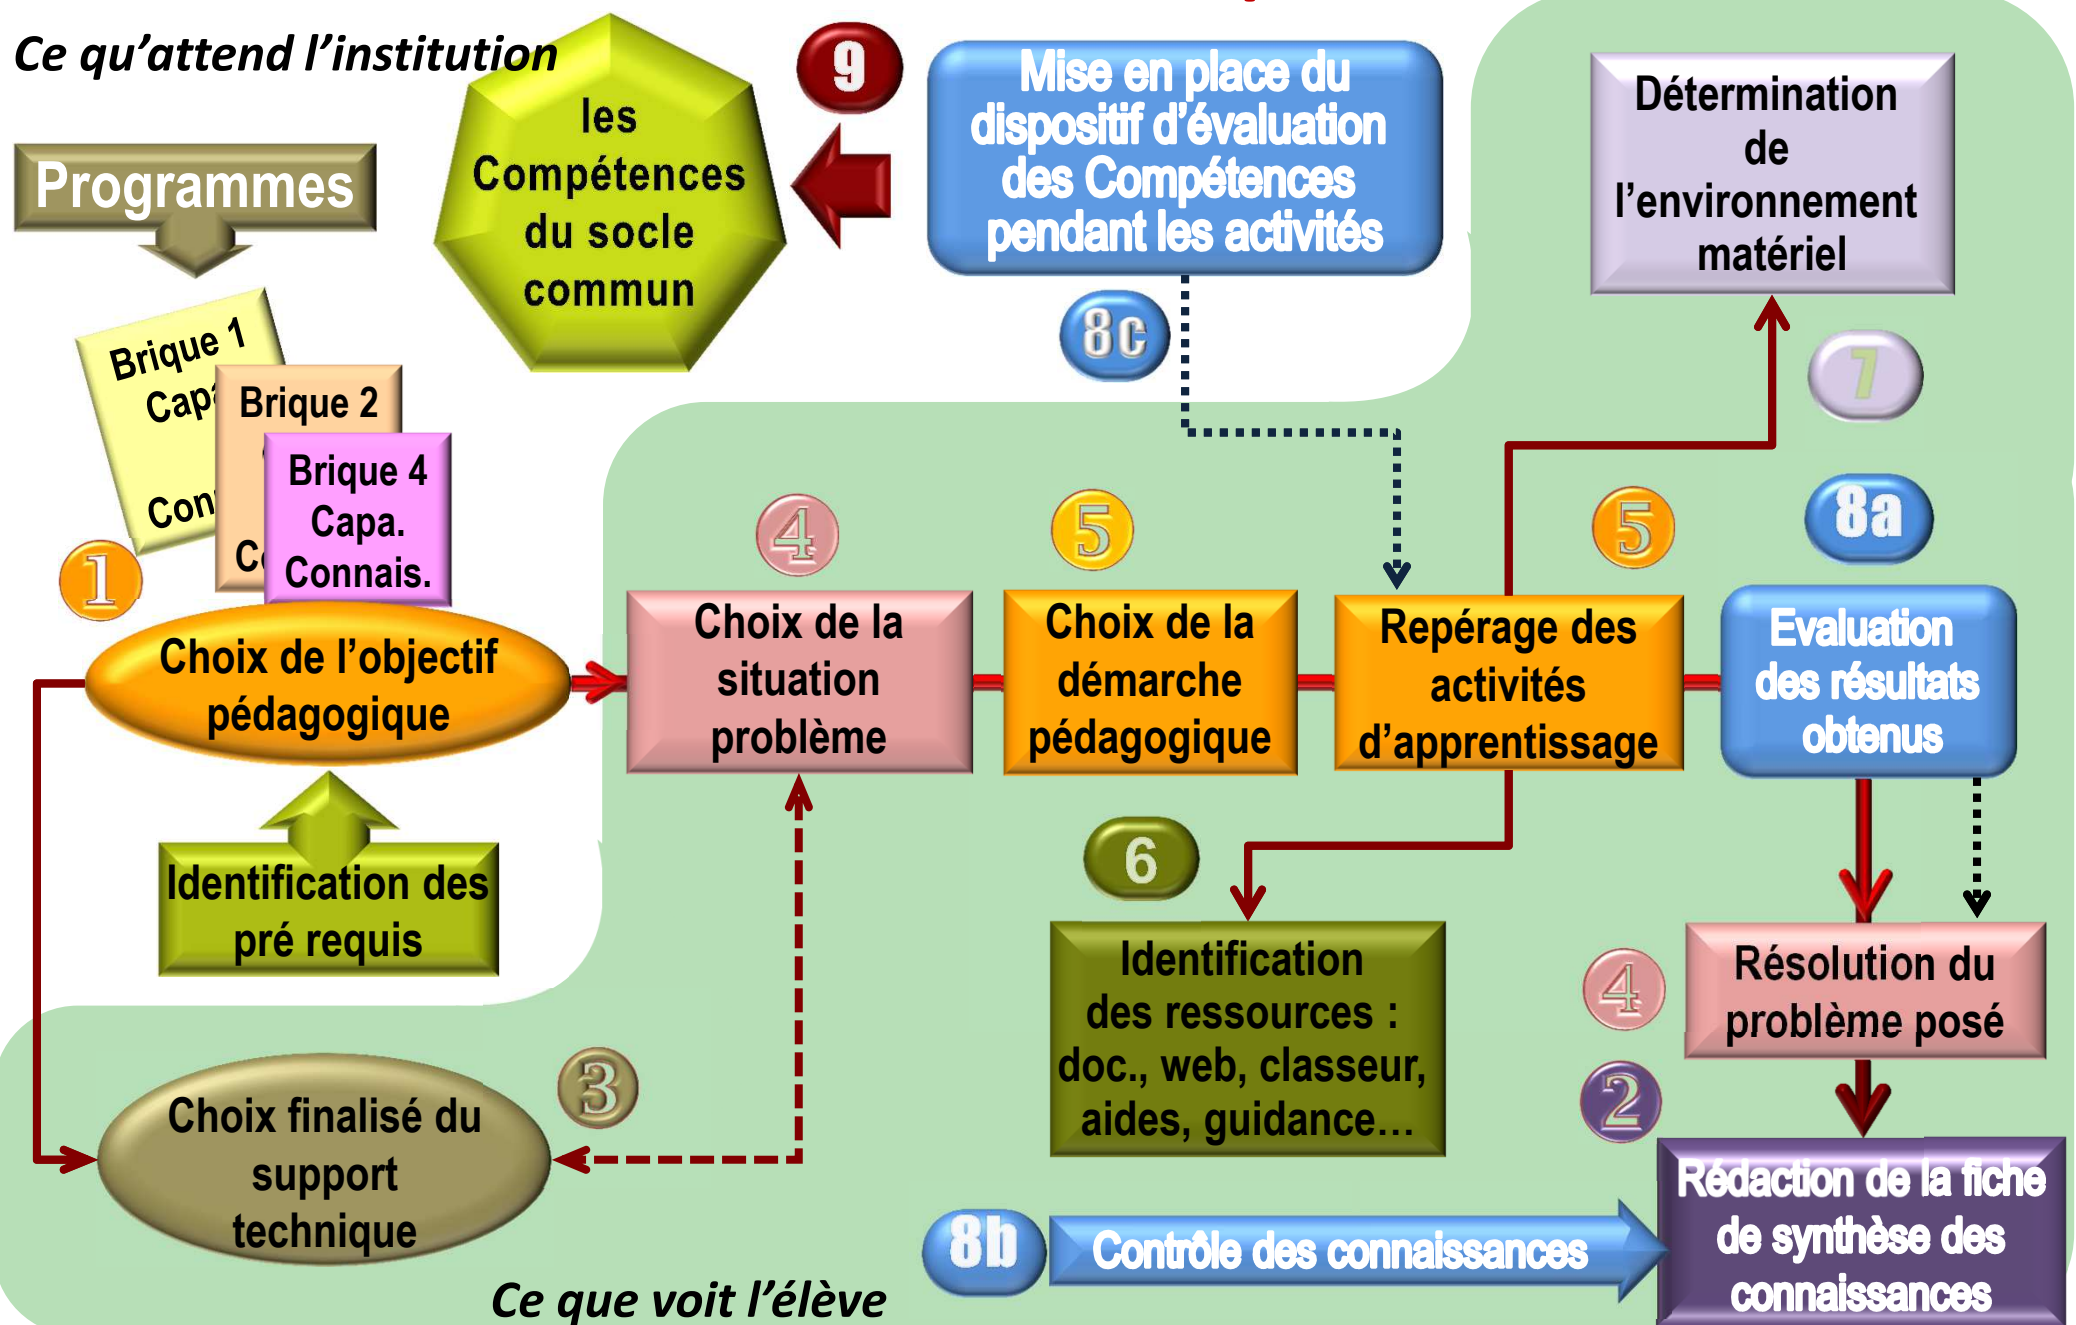 Ce qu’attend l’institution
Programmes
les
Compétences
du socle
commun
9
Mise en place du
dispositif d’évaluation
des Compétences
pendant les activités
8c
Détermination
de
l’environnement
matériel
7
Brique 1
Capa
Con
Brique 2
C
Brique 4
Capa.
Connais.
1
Choix de l’objectif
pédagogique
Identification des
pré requis
4
Choix de la
situation
problème
5
Choix de la
démarche
pédagogique
Repérage des
activités
d’apprentissage
5
8a
Evaluation
des résultats
obtenus
6
Identification
des ressources :
doc., web, classeur,
aides, guidance...
4
Résolution du
problème posé
3
Choix finalisé du
support
technique
2
Rédaction de la fiche
de synthèse des
connaissances
8b
Contrôle des connaissances
Ce que voit l’élève